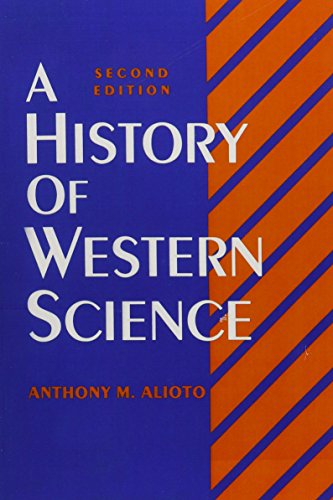 SECOND
EDITION
A
HISTORY
OF
WESTERN
SCIENCE
ANTHONY M. ALIOTO